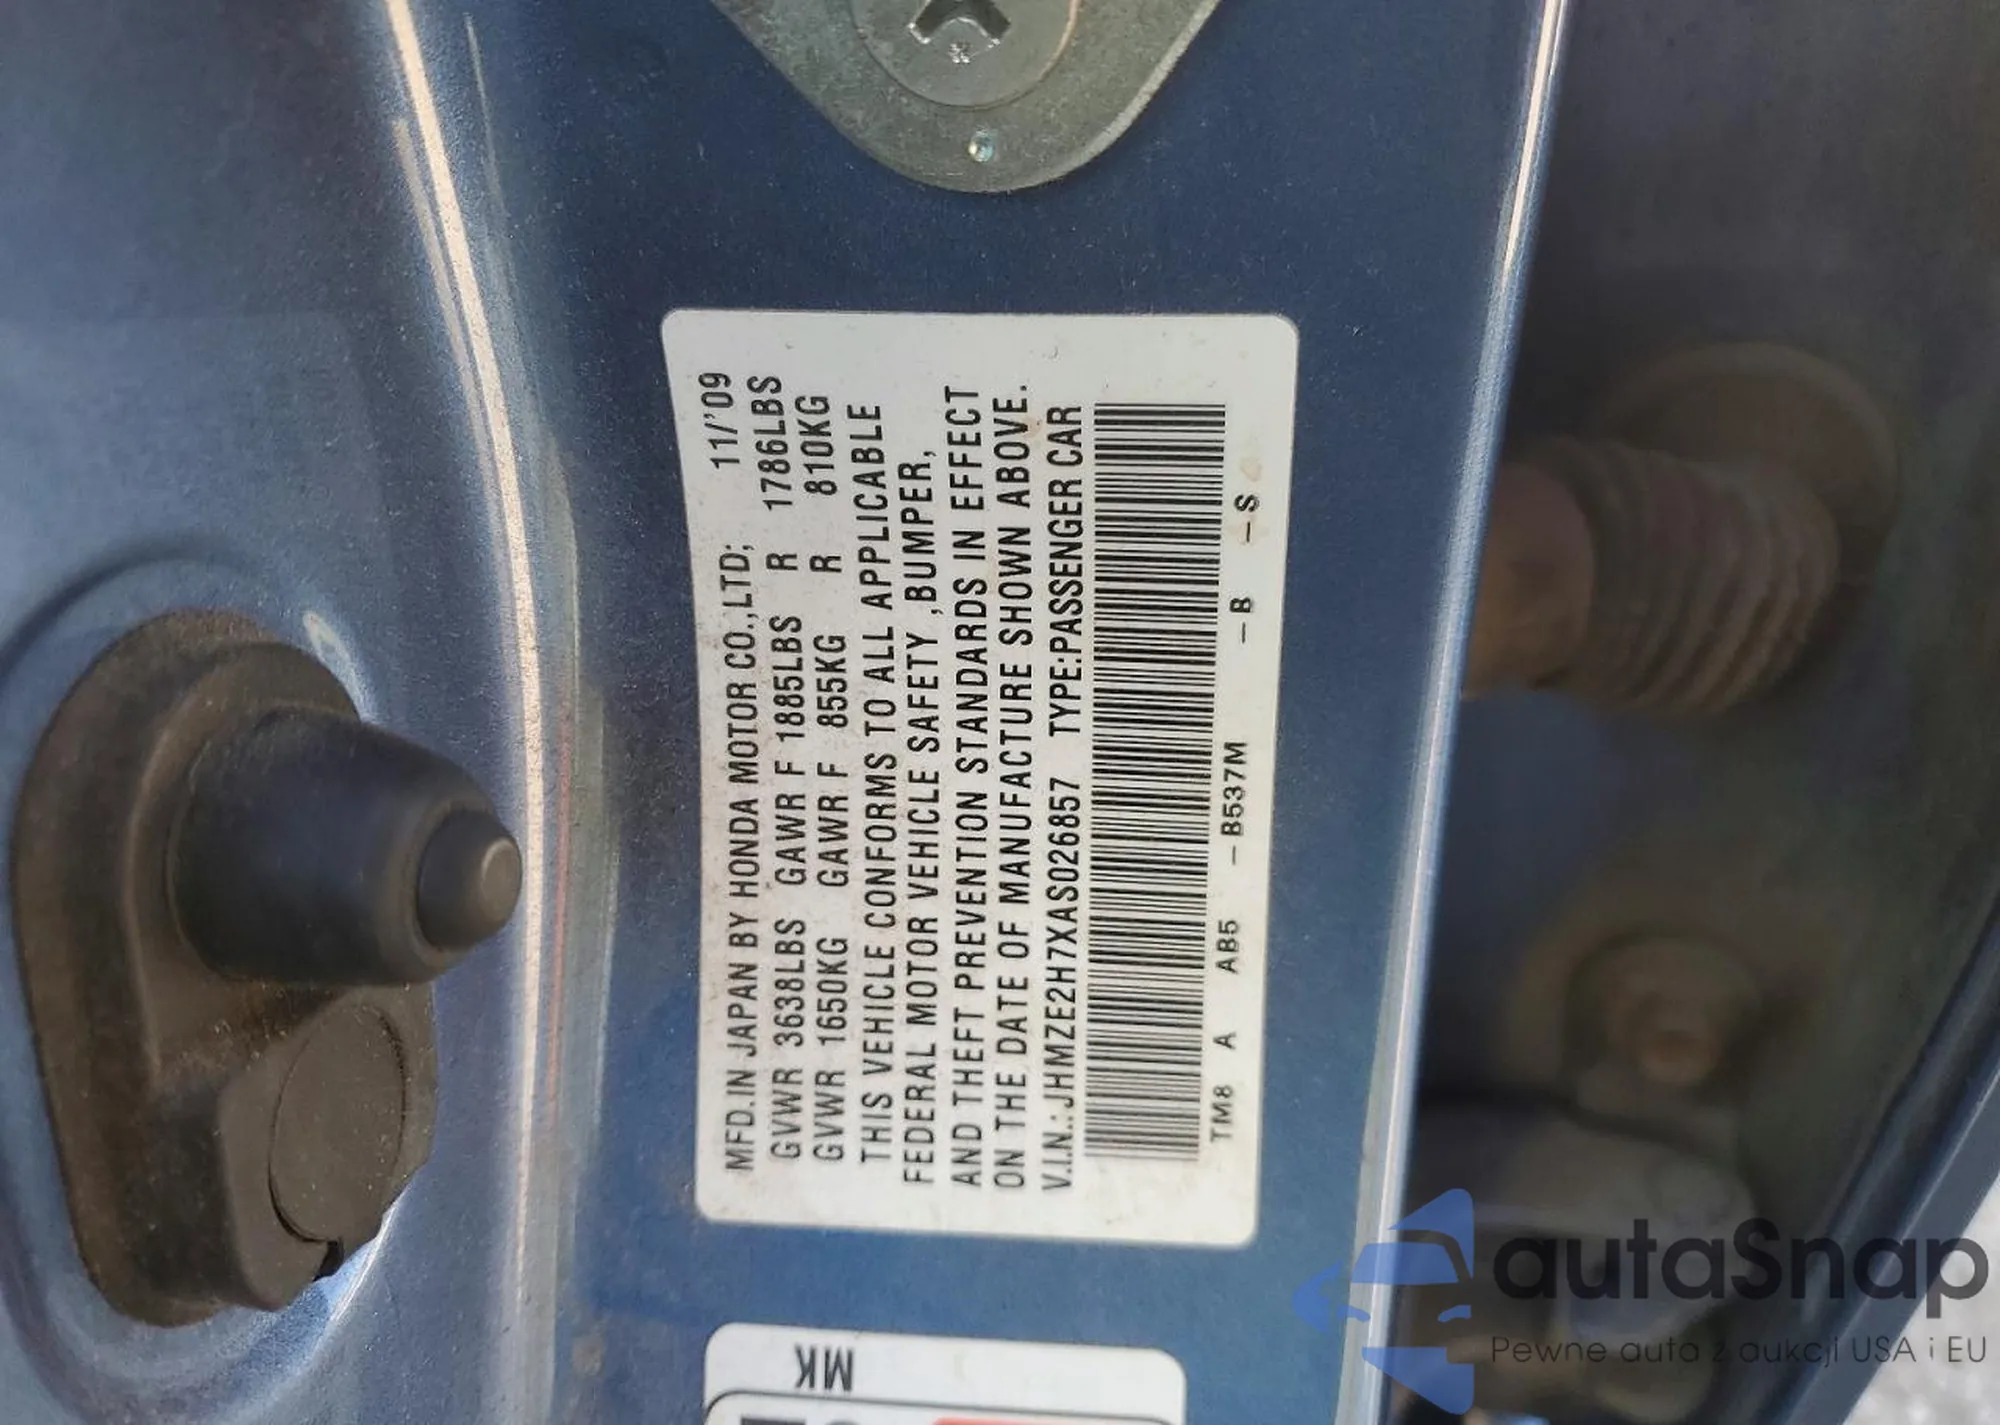 MFD.IN JAPAN BY HONDA MOTOR CO.,LTD; 11/'09
GVWR 3638LBS GAWR F 1885LBS R 1786LBS
GVWR 1650KG GAWR F 855KG R 810KG
THIS VEHICLE CONFORMS TO ALL APPLICABLE
FEDERAL MOTOR VEHICLE SAFETY ,BUMPER,
AND THEFT PREVENTION STANDARDS IN EFFECT
ON THE DATE OF MANUFACTURE SHOWN ABOVE.
V.I.N.: JHMZE2H7XAS026857 TYPE:PASSENGER CAR
TM8 A AB5 –B537M –B –S
MK
autaSnap
Pewne auta z aukcji USA i EU